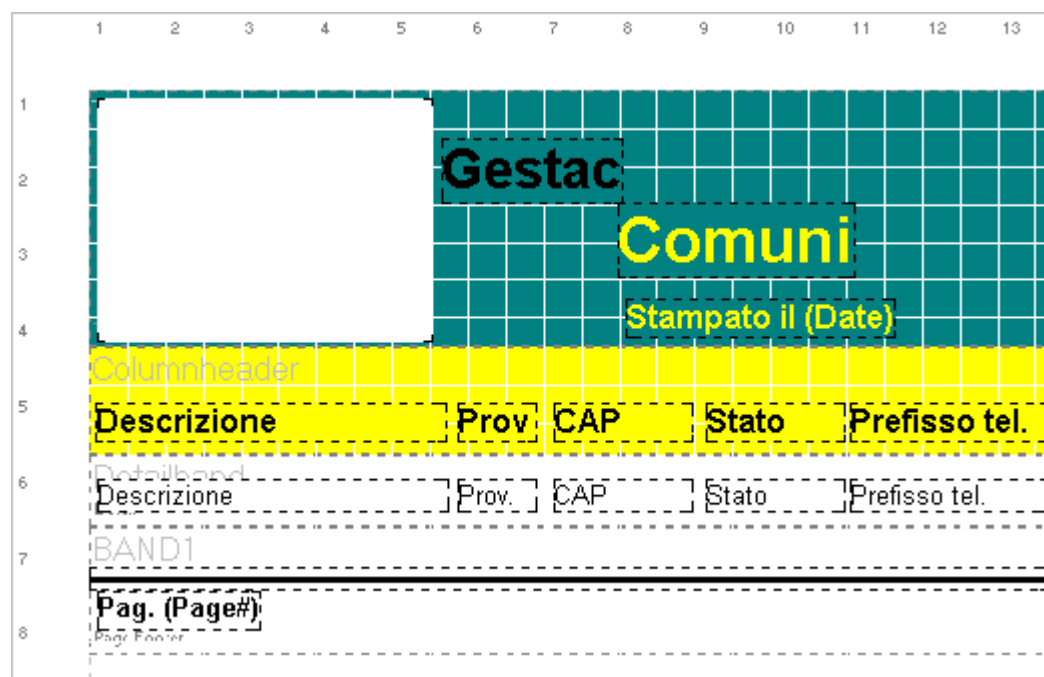 1 2 3 4 5 6 7 8 9 10 11 12 13
1
2
3
4
5
6
7
8
Gestac
Comuni
Stampato il (Date)
Columnheader
Descrizione Prov CAP Stato Prefisso tel.
Detailband
Descrizione Prov. CAP Stato Prefisso tel.
BAND1
Pag. (Page#)
Page Footer